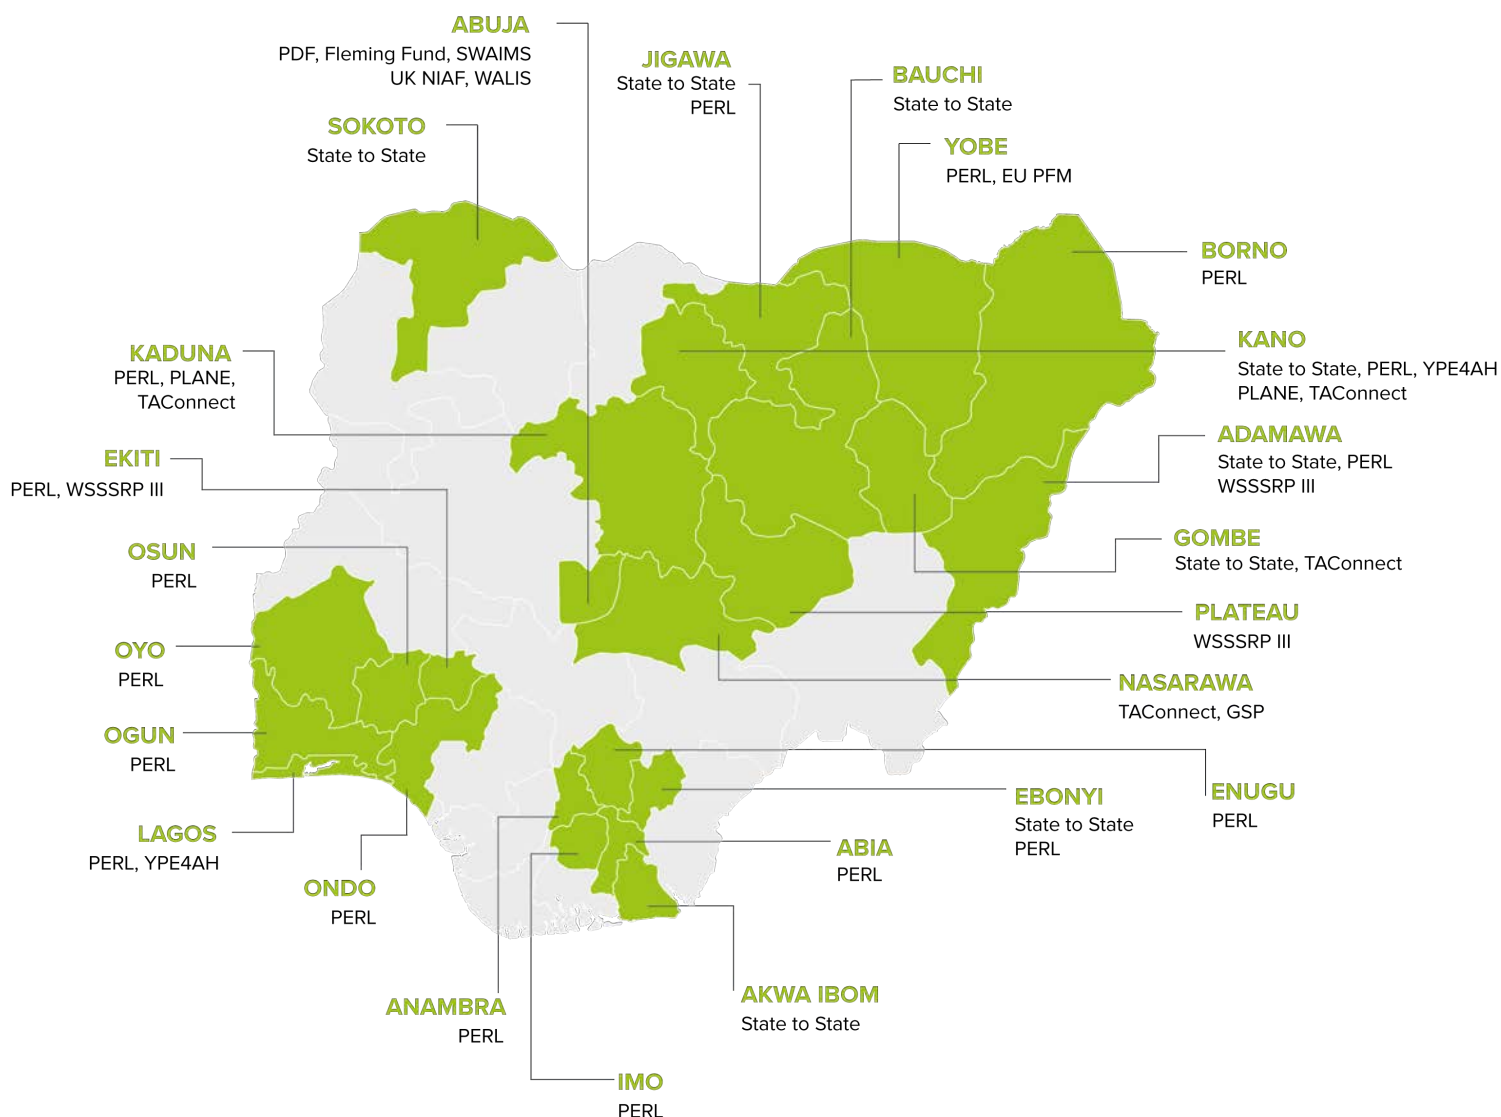 ABUJA
PDF, Fleming Fund, SWAIMS
UK NIAF, WALIS
JIGAWA
State to State
PERL
BAUCHI
State to State
SOKOTO
State to State
YOBE
PERL, EU PFM
BORNO
PERL
KANO
State to State, PERL, YPE4AH
PLANE, TAConnect
KADUNA
PERL, PLANE,
TAConnect
ADAMAWA
State to State, PERL
WSSSRP III
EKITI
PERL, WSSSRP III
GOMBE
State to State, TAConnect
OSUN
PERL
PLATEAU
WSSSRP III
OYO
PERL
NASARAWA
TAConnect, GSP
OGUN
PERL
ENUGU
PERL
EBONYI
State to State
PERL
LAGOS
PERL, YPE4AH
ABIA
PERL
ONDO
PERL
ANAMBRA
PERL
AKWA IBOM
State to State
IMO
PERL